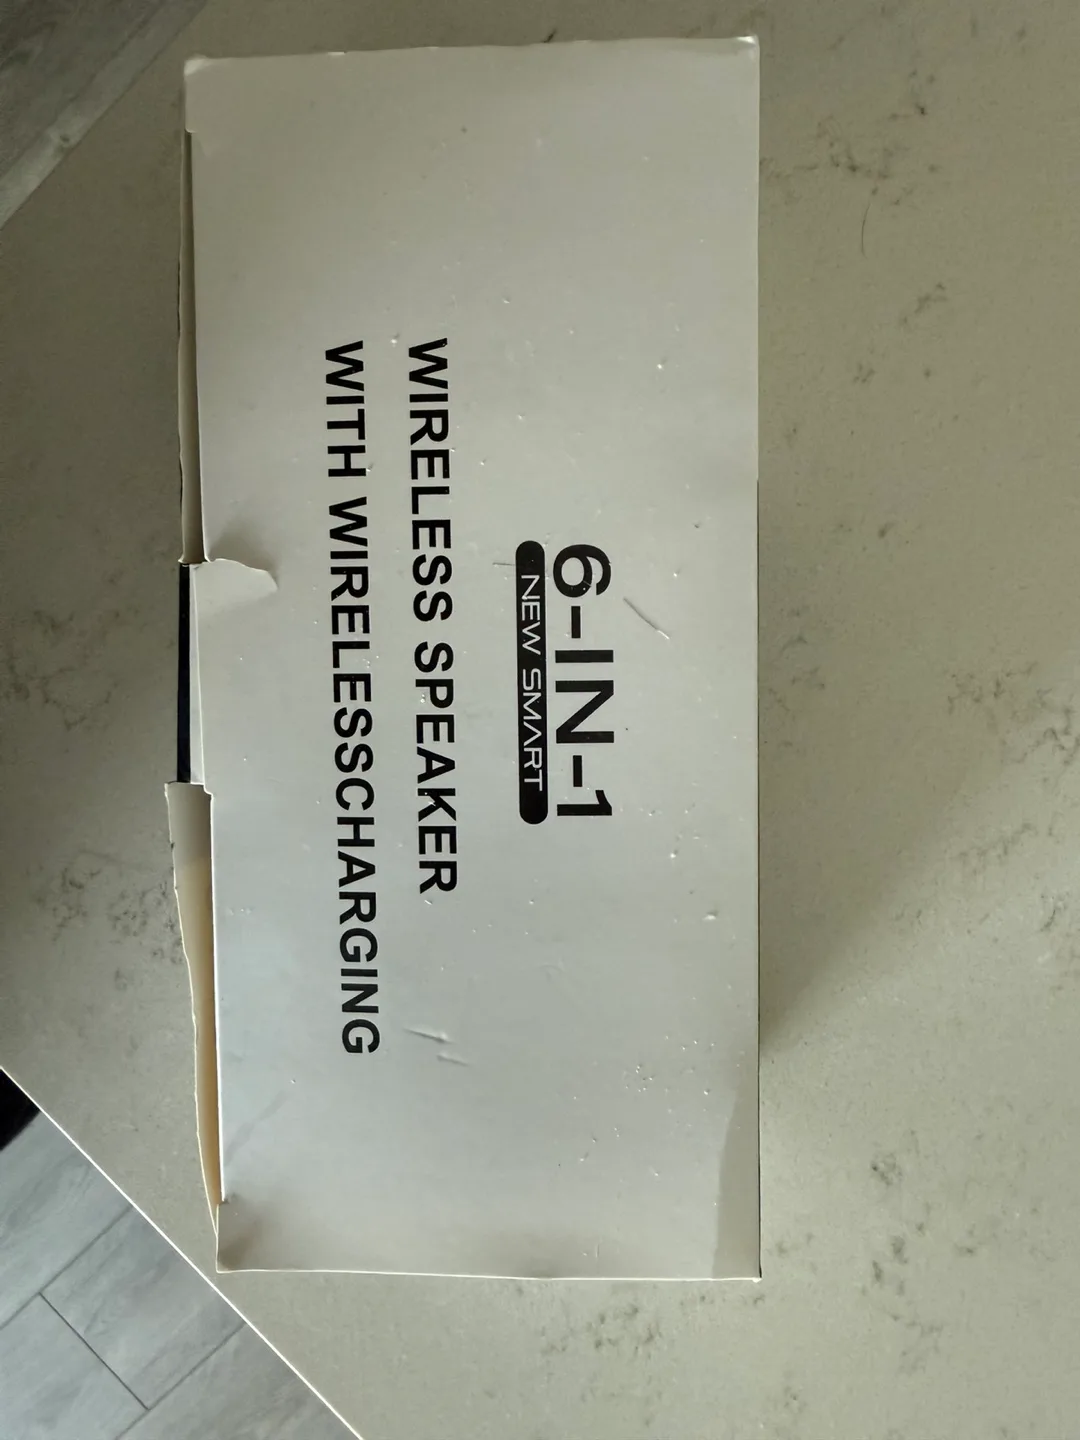 6-IN-1
NEW SMART
WIRELESS SPEAKER
WITH WIRELESSCHARGING